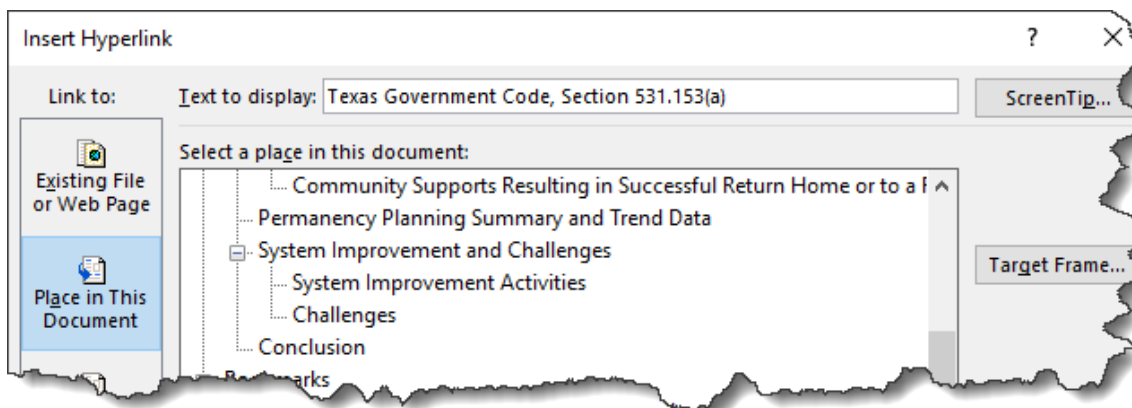 Insert Hyperlink
?
Link to:
Text to display: Texas Government Code, Section 531.153(a)
ScreenTip...
Select a place in this document:
Existing File
or Web Page
Community Supports Resulting in Successful Return Home or to a
Permanency Planning Summary and Trend Data
System Improvement and Challenges
Target Frame...
System Improvement Activities
Place in This
Document
Challenges
Conclusion